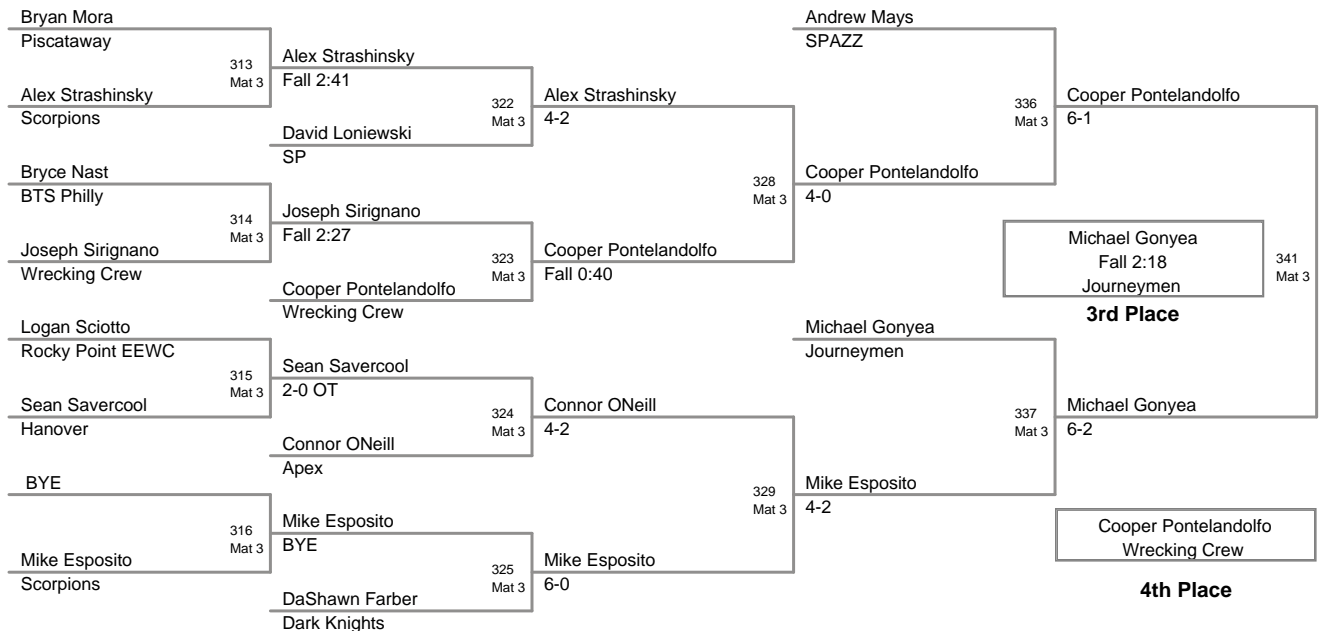 Bryan Mora
Piscataway
313
Mat 3
Alex Strashinsky
Scorpions
Bryce Nast
BTS Philly
314
Mat 3
Joseph Sirignano
Wrecking Crew
Logan Sciotto
Rocky Point EEWC
315
Mat 3
Sean Savercool
Hanover
BYE
316
Mat 3
Mike Esposito
Scorpions
Alex Strashinsky
Fall 2:41
322
Mat 3
David Loniewski
SP
Joseph Sirignano
Fall 2:27
323
Mat 3
Cooper Pontelandolfo
Wrecking Crew
Sean Savercool
2-0 OT
324
Mat 3
Connor ONeill
Apex
Mike Esposito
BYE
325
Mat 3
DaShawn Farber
Dark Knights
Alex Strashinsky
4-2
328
Mat 3
Cooper Pontelandolfo
Fall 0:40
Connor ONeill
4-2
329
Mat 3
Mike Esposito
6-0
Andrew Mays
SPAZZ
336
Mat 3
Cooper Pontelandolfo
4-0
Michael Gonyea
Journeymen
337
Mat 3
Mike Esposito
4-2
Cooper Pontelandolfo
6-1
341
Mat 3
Michael Gonyea
6-2
Michael Gonyea
Fall 2:18
Journeymen
3rd Place
Cooper Pontelandolfo
Wrecking Crew
4th Place